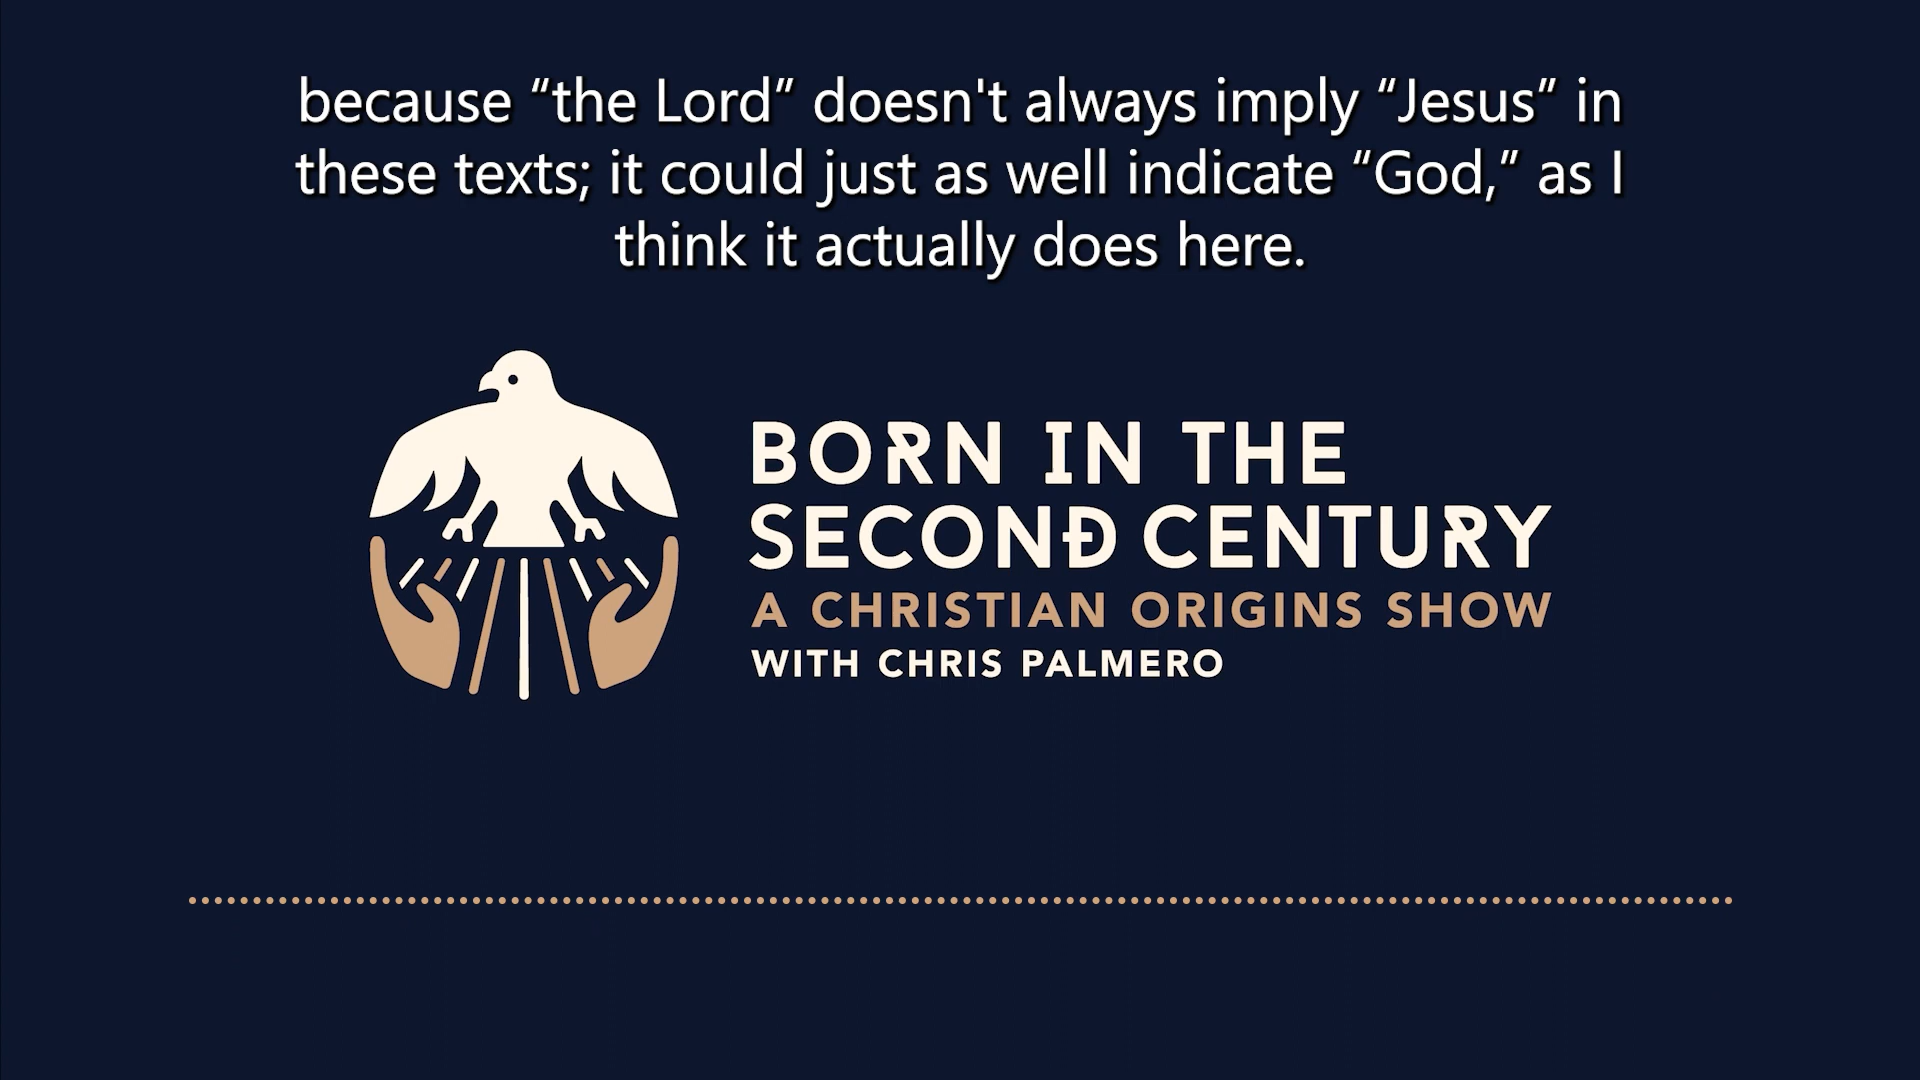 because “the Lord” doesn't always imply “Jesus” in
these texts; it could just as well indicate “God,” as I
think it actually does here.
BORN IN THE
SECOND CENTURY
A CHRISTIAN ORIGINS SHOW
WITH CHRIS PALMERO